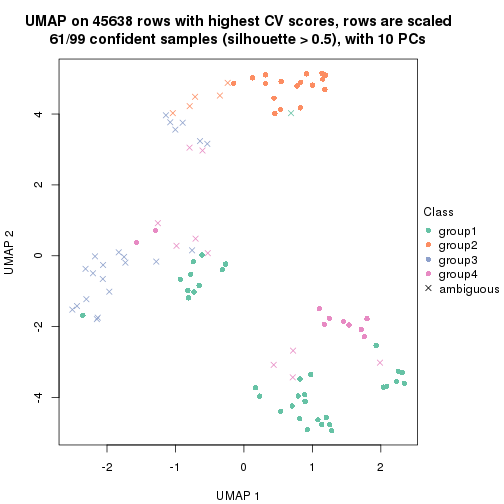 UMAP on 45638 rows with highest CV scores, rows are scaled
61/99 confident samples (silhouette > 0.5), with 10 PCs
4
2
0
-2
-4
UMAP 2
-2
-1
0
1
2
UMAP 1
Class
group1
group2
group3
group4
ambiguous